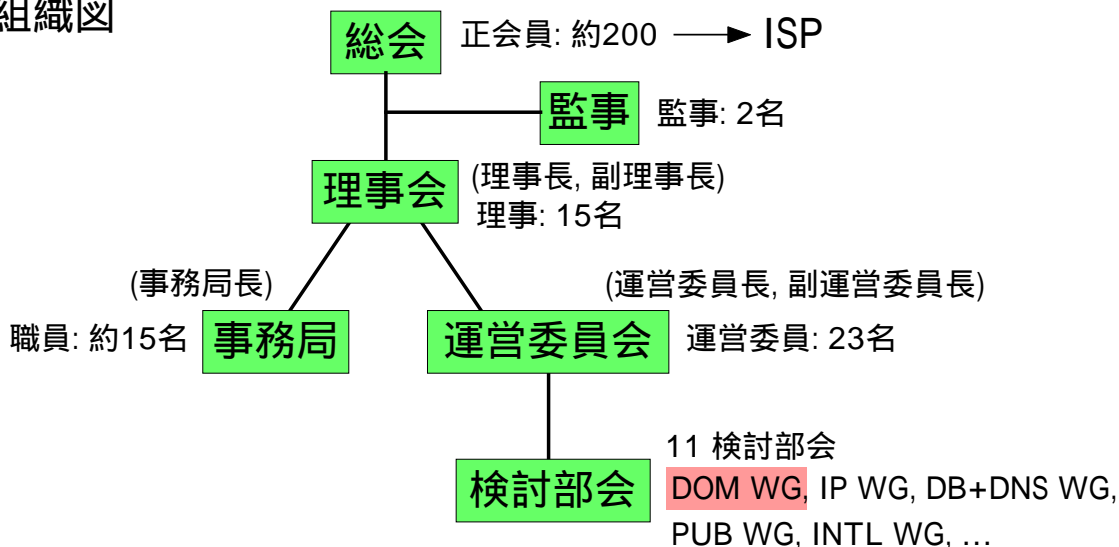 組織図
総会 正会員: 約200 → ISP
監事 監事: 2名
理事会 (理事長, 副理事長)
理事: 15名
(事務局長) (運営委員長, 副運営委員長)
職員: 約15名 事務局 運営委員会 運営委員: 23名
11 検討部会
検討部会 DOM WG, IP WG, DB+DNS WG,
PUB WG, INTL WG, …